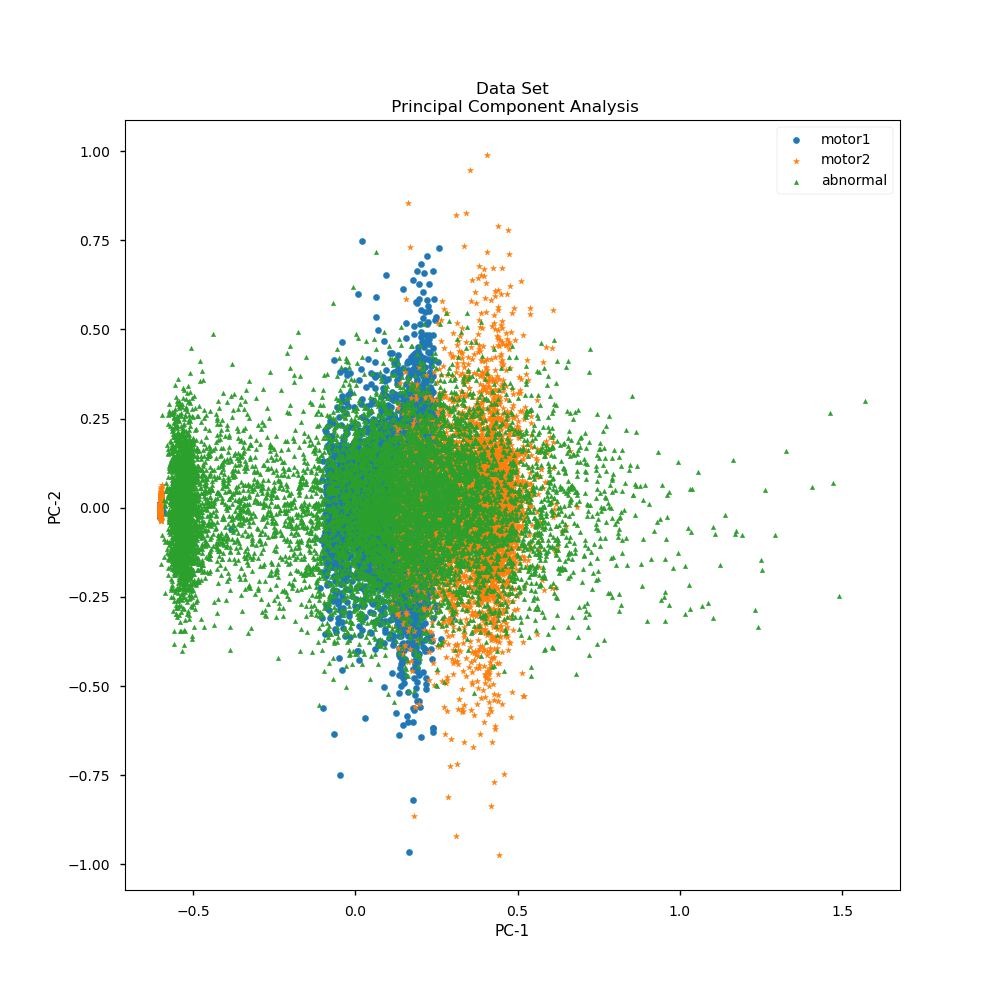 Data Set
Principal Component Analysis
motor1
motor2
abnormal
1.00
0.75
0.50
0.25
0.00
−0.25
−0.50
−0.75
−1.00
PC-2
−0.5
0.0
0.5
1.0
1.5
PC-1